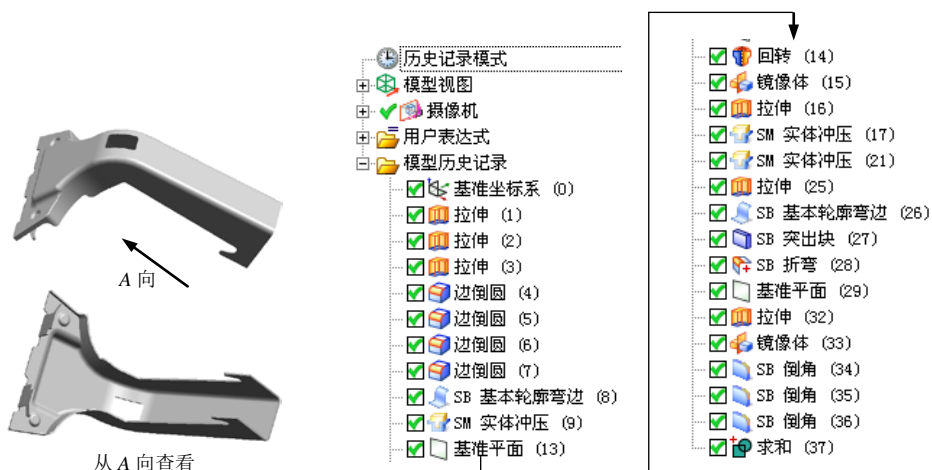 A 向
从 A 向查看
历史记录模式
模型视图
摄像机
用户表达式
模型历史记录
基准坐标系 (0)
拉伸 (1)
拉伸 (2)
拉伸 (3)
边倒圆 (4)
边倒圆 (5)
边倒圆 (6)
边倒圆 (7)
SB 基本轮廓弯边 (8)
SM 实体冲压 (9)
基准平面 (13)
回转 (14)
镜像体 (15)
拉伸 (16)
SM 实体冲压 (17)
SM 实体冲压 (21)
拉伸 (25)
SB 基本轮廓弯边 (26)
SB 突出块 (27)
SB 折弯 (28)
基准平面 (29)
拉伸 (32)
镜像体 (33)
SB 倒角 (34)
SB 倒角 (35)
SB 倒角 (36)
求和 (37)